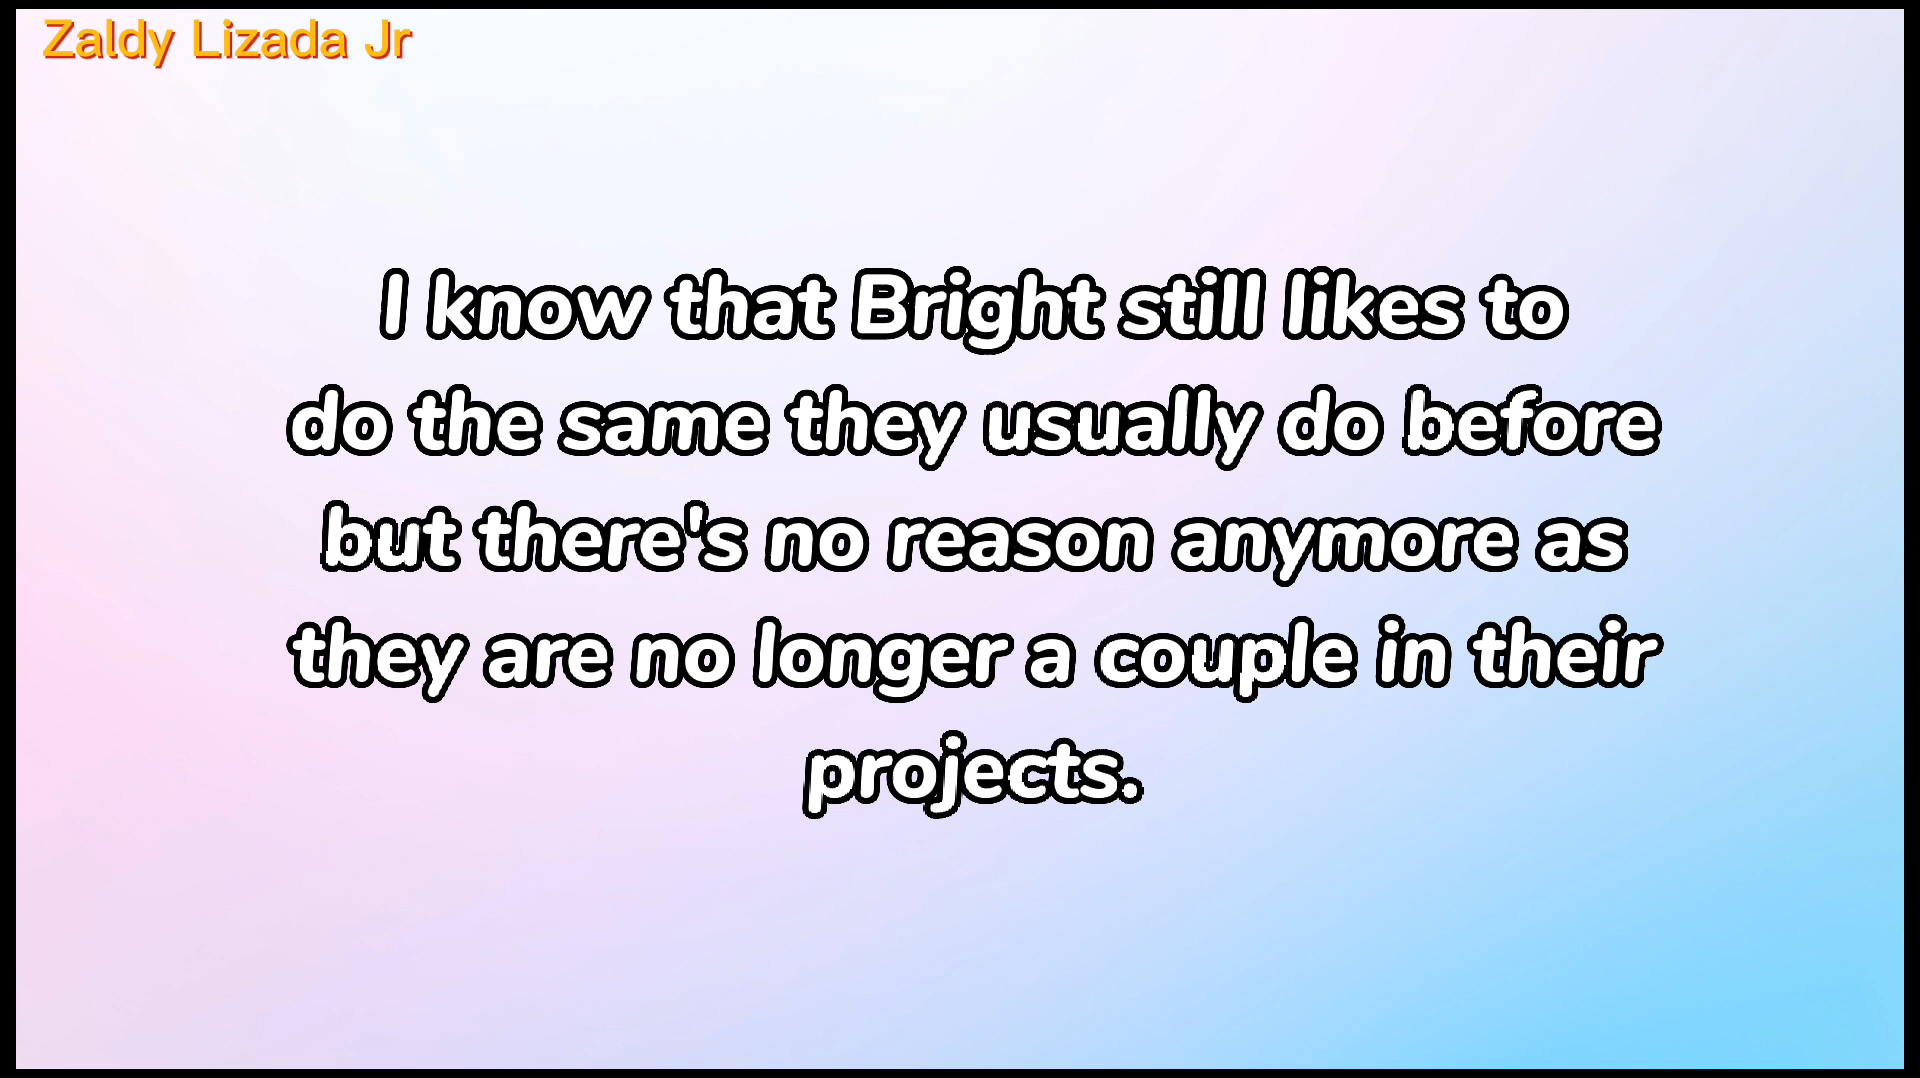 Zaldy Lizada Jr
I know that Bright still likes to
do the same they usually do before
but there's no reason anymore as
they are no longer a couple in their
projects.